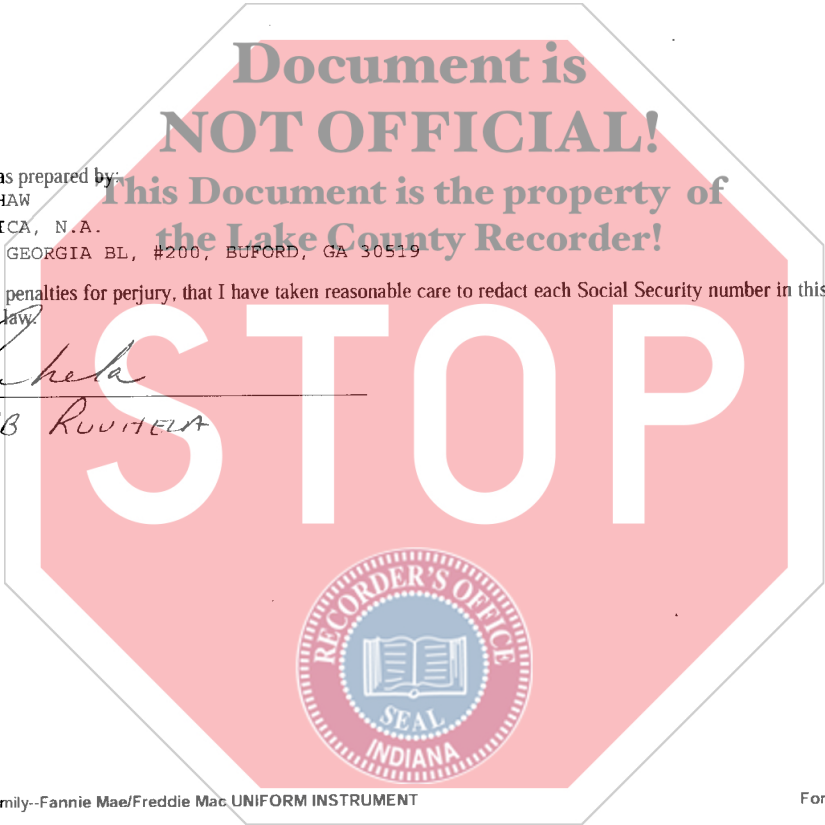 Document is
NOT OFFICIAL!
as prepared by:
This Document is the property of
HAW
ICA, N.A.
the Lake County Recorder!
GEORGIA BL, #200, BUFORD, GA 30519
penalties for perjury, that I have taken reasonable care to redact each Social Security number in this
law.
STOP
hela
B RUUHELA
RECORDER'S OFFICE
SEAL
INDIANA
mily--Fannie Mae/Freddie Mac UNIFORM INSTRUMENT
For